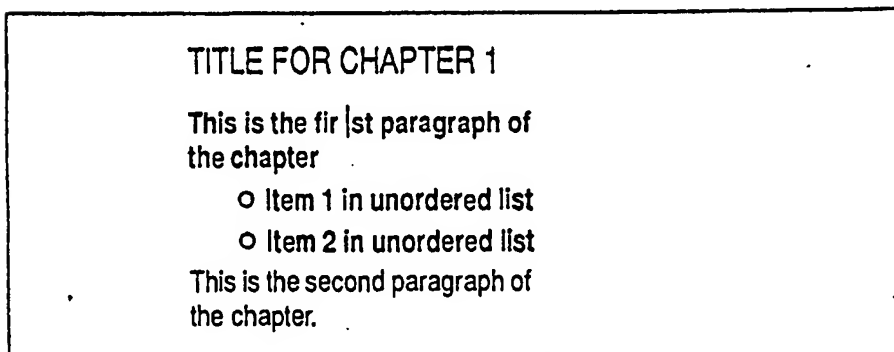 TITLE FOR CHAPTER 1
This is the fir |st paragraph of
the chapter
o Item 1 in unordered list
o Item 2 in unordered list
This is the second paragraph of
the chapter.